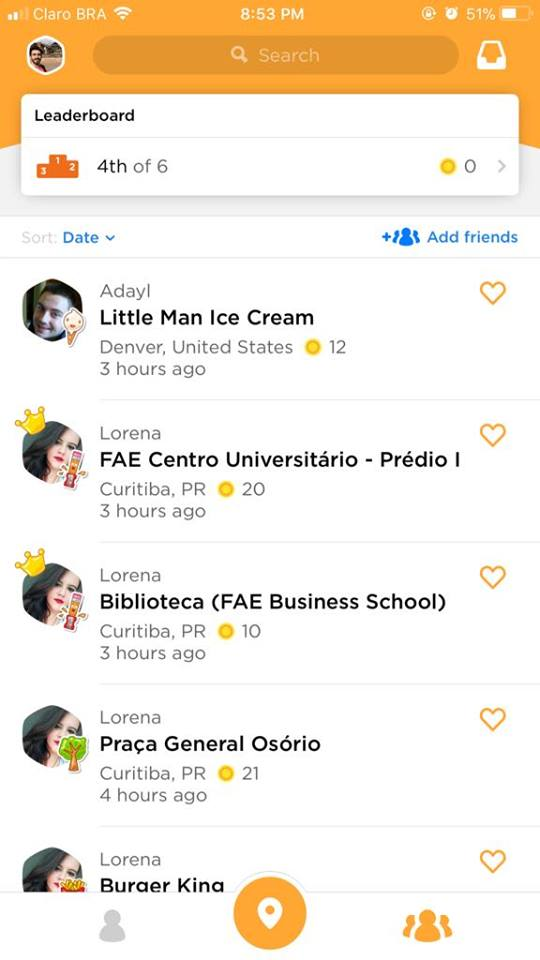 Claro BRA 8:53 PM 51%
Search
Leaderboard
3 1 2 4th of 6 0
Sort: Date + Add friends
Adayl
Little Man Ice Cream
Denver, United States 12
3 hours ago
Lorena
FAE Centro Universitário - Prédio I
Curitiba, PR 20
3 hours ago
Lorena
Biblioteca (FAE Business School)
Curitiba, PR 10
3 hours ago
Lorena
Praça General Osório
Curitiba, PR 21
4 hours ago
Lorena
Burger King